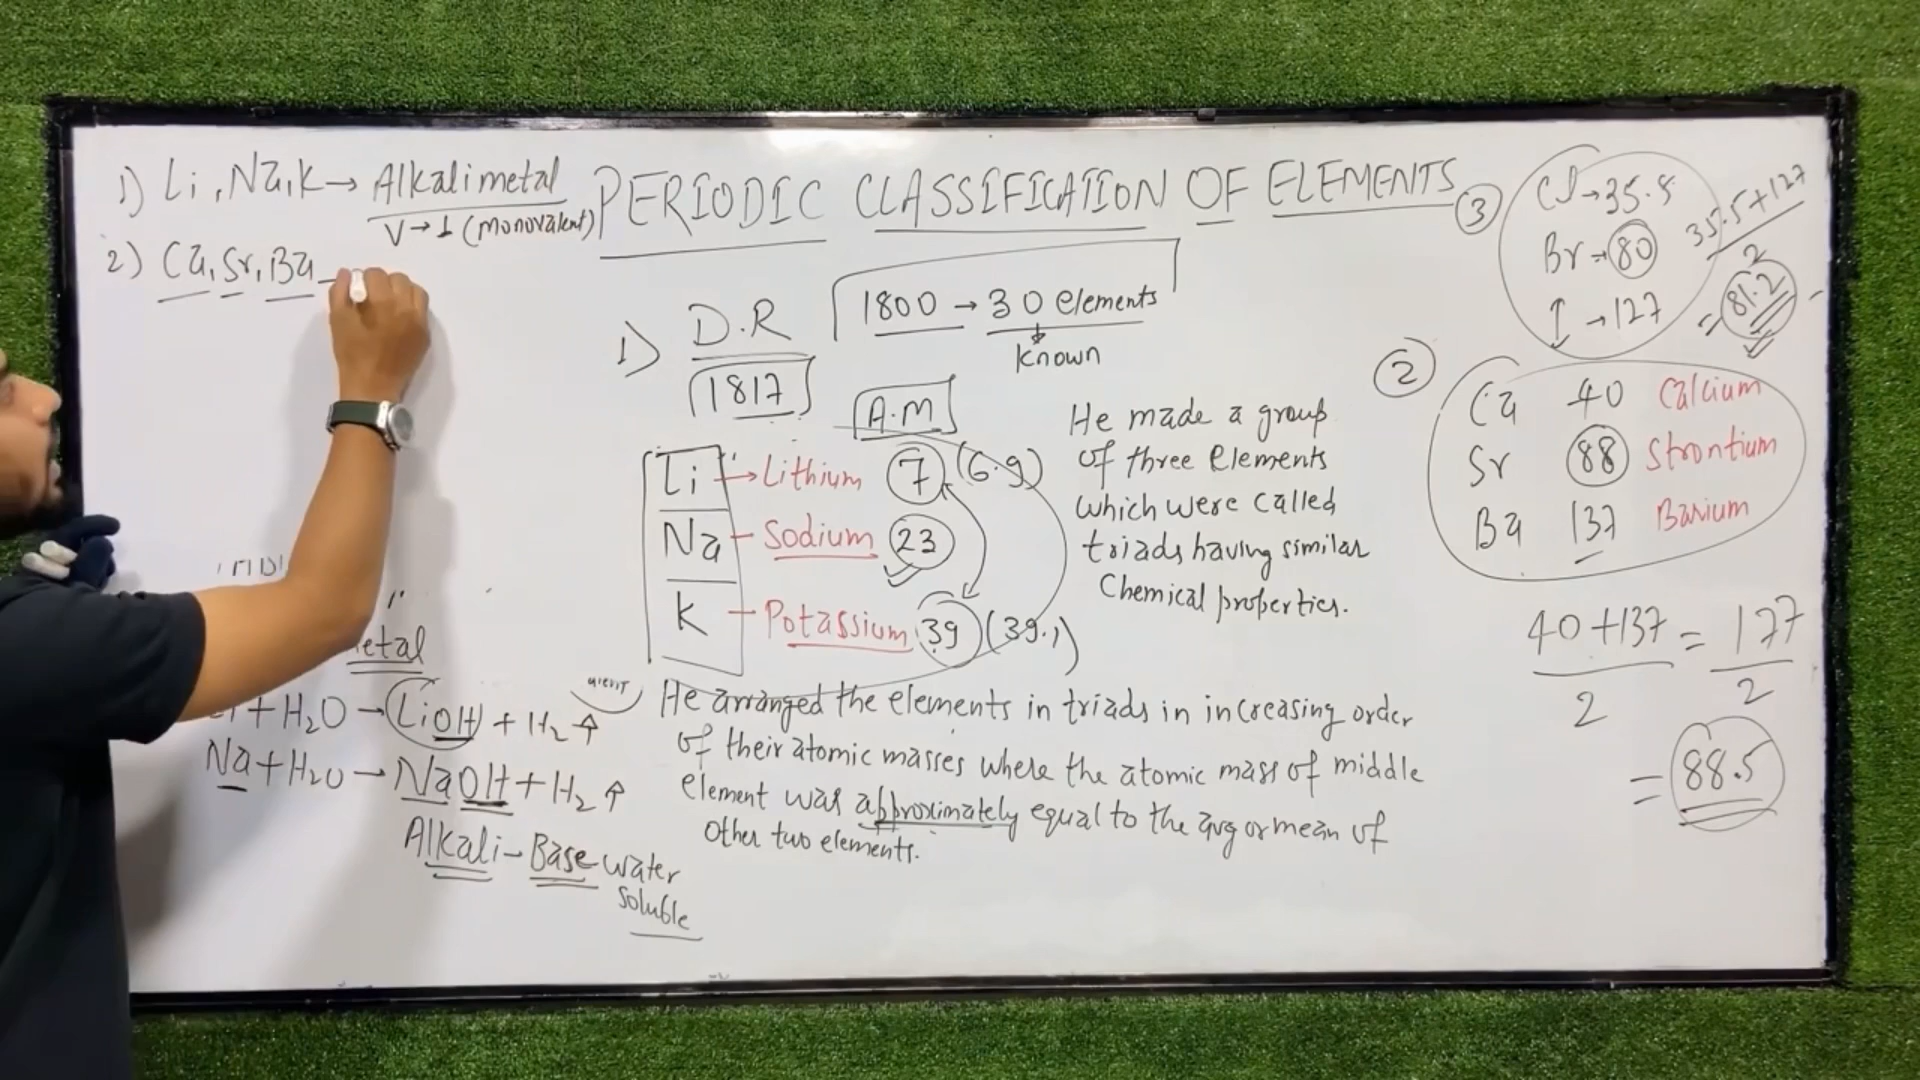 PERIODIC CLASSIFICATION OF ELEMENTS
1) Li, Na, K → Alkali metal
V → 1 (Monovalent)
2) Ca, Sr, Ba
etal
+ H2O → LiOH + H2 ↑
Na + H2O → NaOH + H2 ↑
Alkali - Base water
soluble
1800 → 30 elements
known
1) D.R
1817
A.M
Li → Lithium 7 (6.9)
Na - Sodium 23
K - Potassium 39 (39.1)
He made a group
of three elements
which were called
triads having similar
Chemical properties.
He arranged the elements in triads in increasing order
of their atomic masses where the atomic mass of middle
element was approximately equal to the avg or mean of
other two elements.
3
Cl → 35.5
Br → 80
I → 127
35.5+127
2
= 81.2
2
Ca 40 Calcium
Sr 88 Strontium
Ba 137 Barium
40+137 = 177
2 2
= 88.5